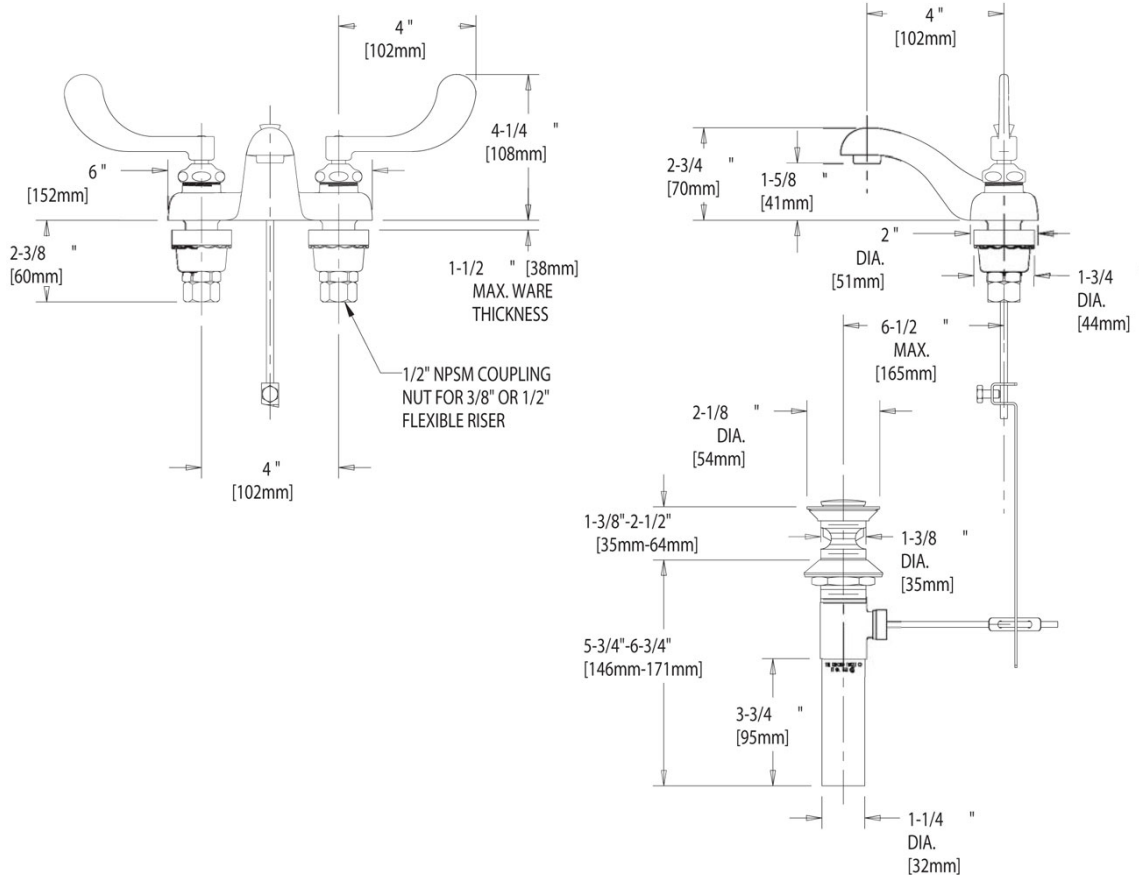 4 "
[102mm]
4-1/4 "
[108mm]
6 "
[152mm]
2-3/8 "
[60mm]
1-1/2 " [38mm]
MAX. WARE
THICKNESS
1/2" NPSM COUPLING
NUT FOR 3/8" OR 1/2"
FLEXIBLE RISER
4 "
[102mm]
4 "
[102mm]
2-3/4 "
[70mm]
1-5/8 "
[41mm]
2 "
DIA.
[51mm]
1-3/4 "
DIA.
[44mm]
6-1/2 "
MAX.
[165mm]
2-1/8 "
DIA.
[54mm]
1-3/8"-2-1/2"
[35mm-64mm]
1-3/8 "
DIA.
[35mm]
5-3/4"-6-3/4"
[146mm-171mm]
3-3/4 "
[95mm]
1-1/4 "
DIA.
[32mm]